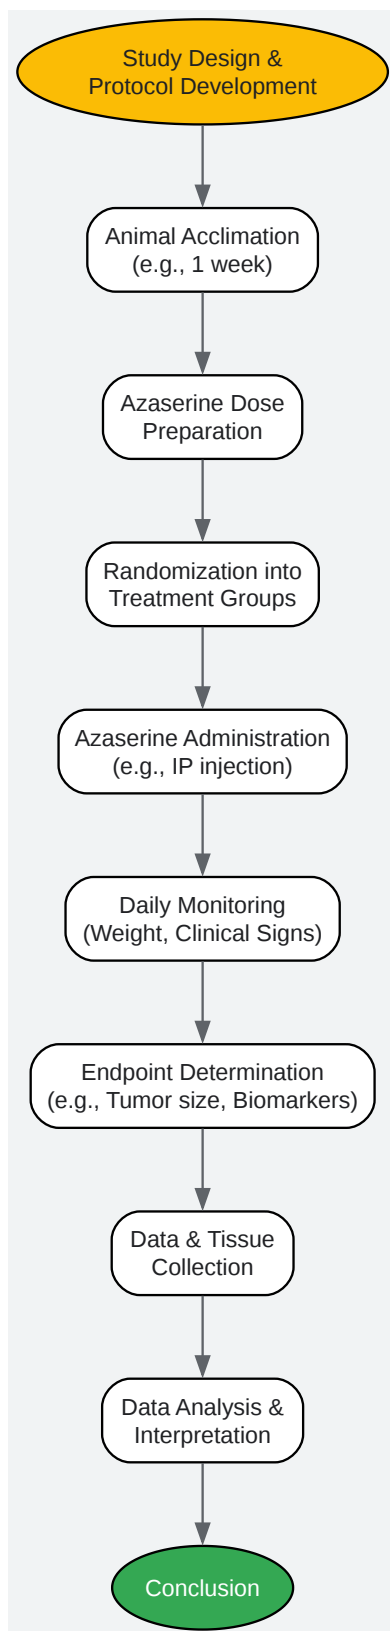 Study Design &
Protocol Development
Animal Acclimation
(e.g., 1 week)
Azaserine Dose
Preparation
Randomization into
Treatment Groups
Azaserine Administration
(e.g., IP injection)
Daily Monitoring
(Weight, Clinical Signs)
Endpoint Determination
(e.g., Tumor size, Biomarkers)
Data & Tissue
Collection
Data Analysis &
Interpretation
Conclusion